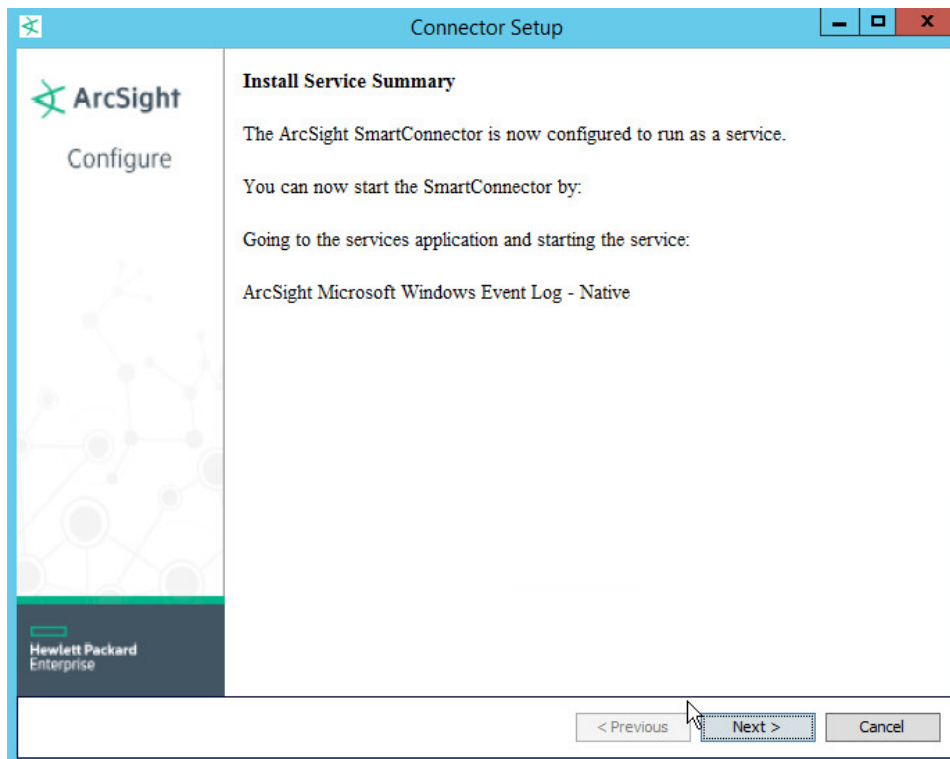 Connector Setup
ArcSight
Configure
Install Service Summary
The ArcSight SmartConnector is now configured to run as a service.
You can now start the SmartConnector by:
Going to the services application and starting the service:
ArcSight Microsoft Windows Event Log - Native
Hewlett Packard
Enterprise
< Previous
Next >
Cancel